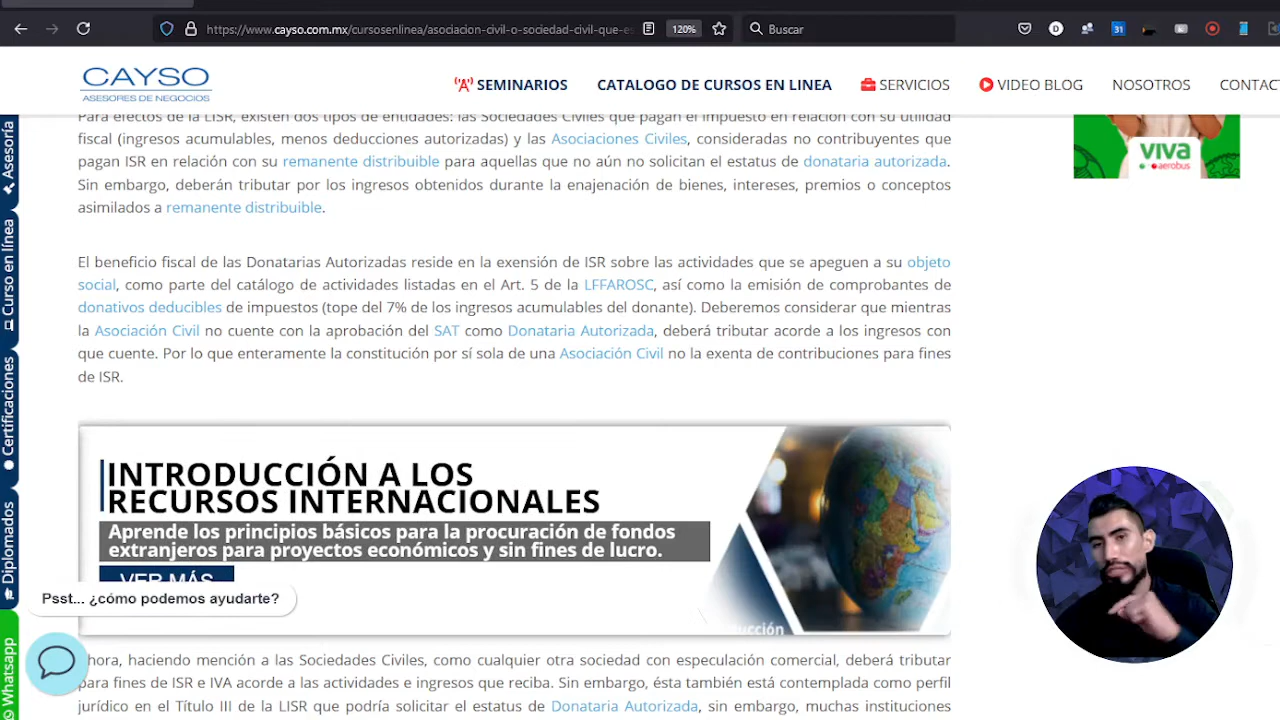 https://www.cayso.com.mx/cursosenlinea/asociacion-civil-o-sociedad-civil-que-es
120%
Buscar
31
CAYSO
ASESORES DE NEGOCIOS
SEMINARIOS
CATALOGO DE CURSOS EN LINEA
SERVICIOS
VIDEO BLOG
NOSOTROS
CONTAC
Para efectos de la LISR, existen dos tipos de entidades: las Sociedades Civiles que pagan el impuesto en relación con su utilidad
fiscal (ingresos acumulables, menos deducciones autorizadas) y las Asociaciones Civiles, consideradas no contribuyentes que
pagan ISR en relación con su remanente distribuible para aquellas que no aún no solicitan el estatus de donataria autorizada.
Sin embargo, deberán tributar por los ingresos obtenidos durante la enajenación de bienes, intereses, premios o conceptos
asimilados a remanente distribuible.
El beneficio fiscal de las Donatarias Autorizadas reside en la exensión de ISR sobre las actividades que se apeguen a su objeto
social, como parte del catálogo de actividades listadas en el Art. 5 de la LFFAROSC, así como la emisión de comprobantes de
donativos deducibles de impuestos (tope del 7% de los ingresos acumulables del donante). Deberemos considerar que mientras
la Asociación Civil no cuente con la aprobación del SAT como Donataria Autorizada, deberá tributar acorde a los ingresos con
que cuente. Por lo que enteramente la constitución por sí sola de una Asociación Civil no la exenta de contribuciones para fines
de ISR.
INTRODUCCIÓN A LOS
RECURSOS INTERNACIONALES
Aprende los principios básicos para la procuración de fondos
extranjeros para proyectos económicos y sin fines de lucro.
VER MÁS
Psst... ¿cómo podemos ayudarte?
ducción
hora, haciendo mención a las Sociedades Civiles, como cualquier otra sociedad con especulación comercial, deberá tributar
para fines de ISR e IVA acorde a las actividades e ingresos que reciba. Sin embargo, ésta también está contemplada como perfil
jurídico en el Título III de la LISR que podría solicitar el estatus de Donataria Autorizada, sin embargo, muchas instituciones
Asesoría
Curso en línea
Certificaciones
Diplomados
Whatsapp
viva
aerobus